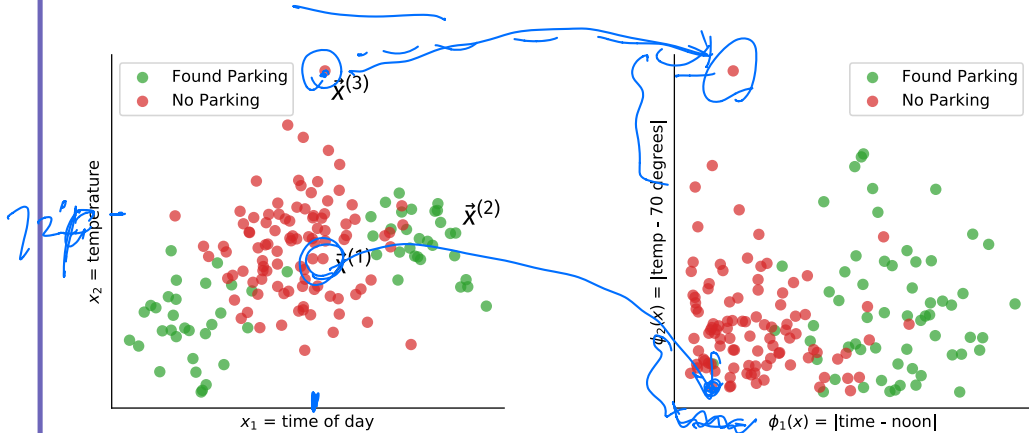 Found Parking
No Parking
x⃗(3)
x⃗(2)
x⃗(1)
x₂ = temperature
x₁ = time of day
Found Parking
No Parking
ϕ₂(x) = |temp - 70 degrees|
ϕ₁(x) = |time - noon|